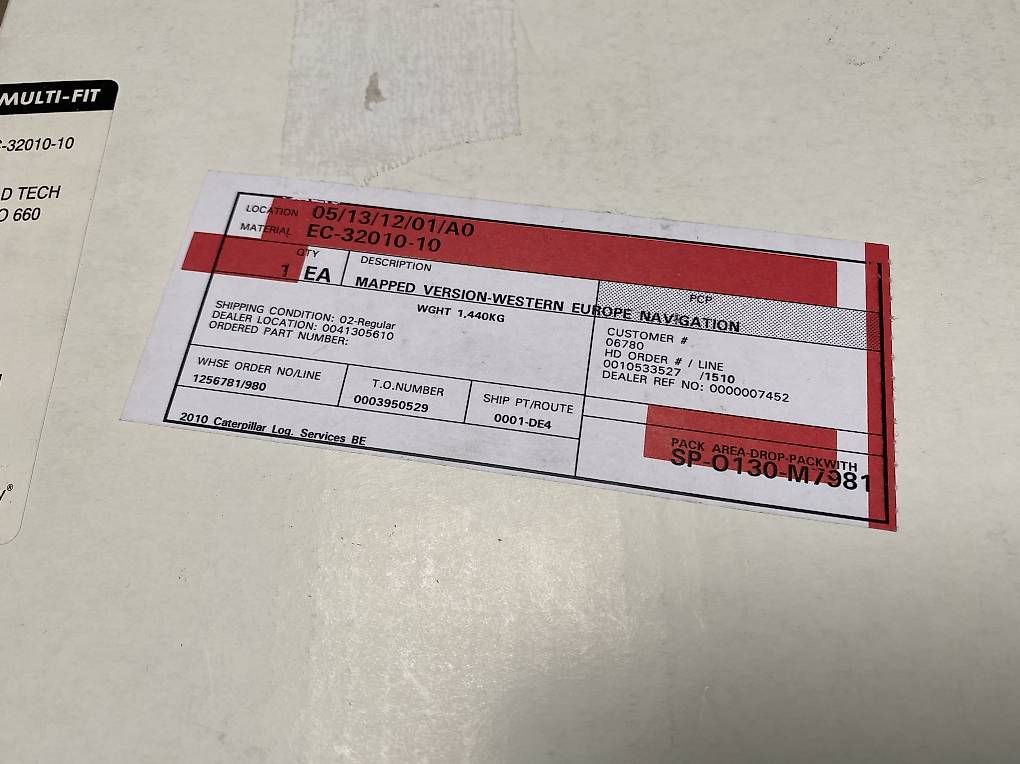 MULTI-FIT
-32010-10
D TECH
O 660
LOCATION 05/13/12/01/A0
MATERIAL EC-32010-10
QTY
1 EA
DESCRIPTION
MAPPED VERSION-WESTERN EUROPE NAVIGATION
WGHT 1.440KG
PCP
SHIPPING CONDITION: 02-Regular
DEALER LOCATION: 0041305610
ORDERED PART NUMBER:
CUSTOMER #
06780
HD ORDER # / LINE
0010533527 /1510
DEALER REF NO: 0000007452
WHSE ORDER NO/LINE
1256781/980
T.O.NUMBER
0003950529
SHIP PT/ROUTE
0001-DE4
PACK AREA-DROP-PACKWITH
SP-O130-M7981
2010 Caterpillar Log. Services BE